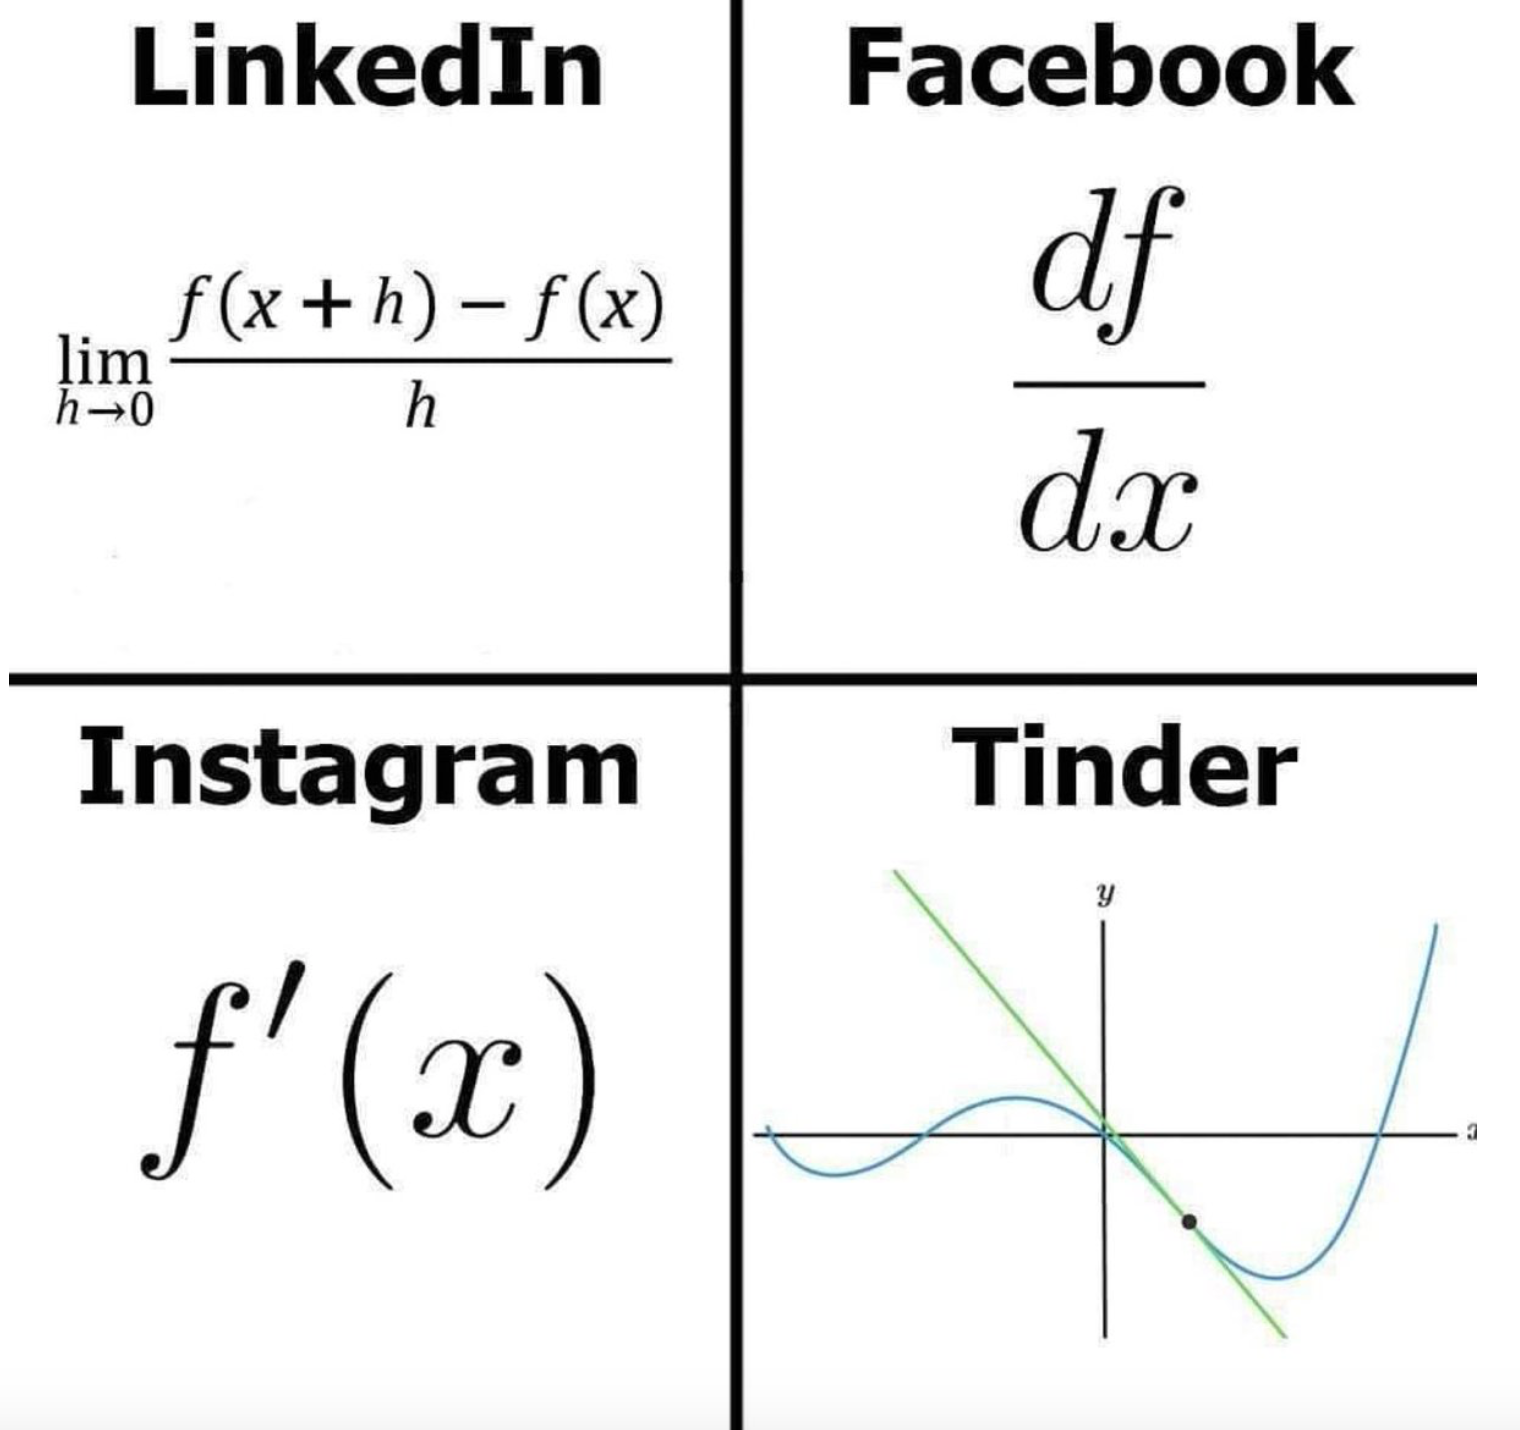 LinkedIn
lim h→0 f(x + h) − f(x) / h
Facebook
df
dx
Instagram
f′(x)
Tinder
y